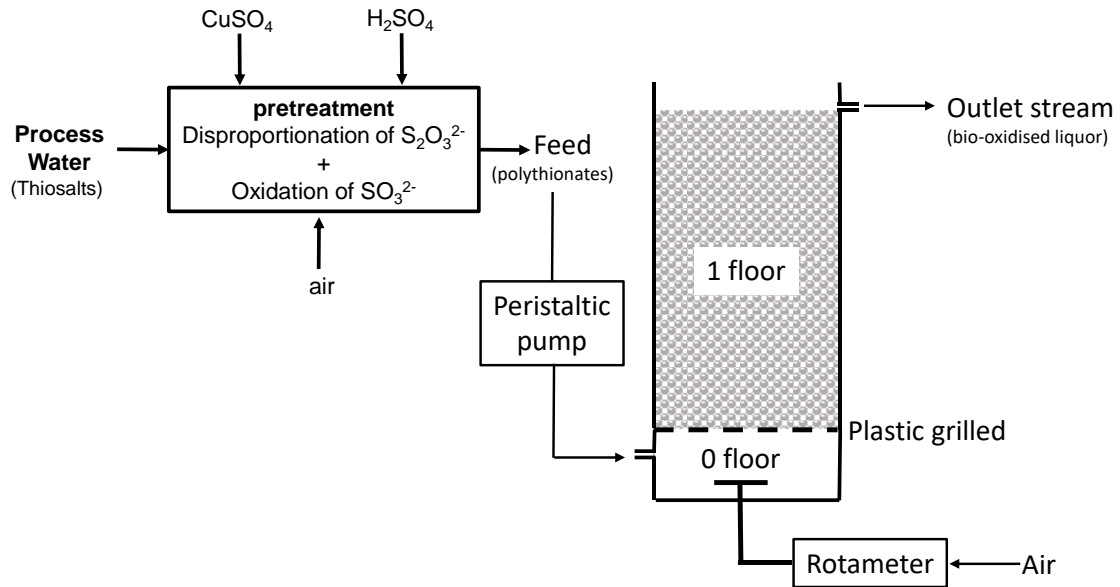 CuSO₄
H₂SO₄
pretreatment
Disproportionation of S₂O₃²⁻
+
Oxidation of SO₃²⁻
Process
Water
(Thiosalts)
Feed
(polythionates)
air
Peristaltic
pump
1 floor
Outlet stream
(bio-oxidised liquor)
Plastic grilled
0 floor
Rotameter
Air